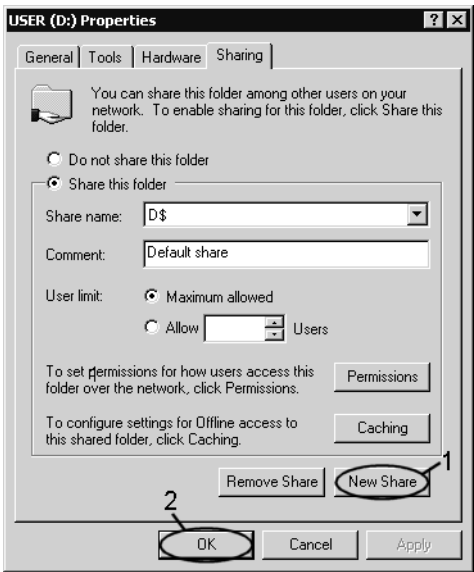 USER (D:) Properties
General Tools Hardware Sharing
You can share this folder among other users on your
network. To enable sharing for this folder, click Share this
folder.
Do not share this folder
Share this folder
Share name: D$
Comment: Default share
User limit: Maximum allowed
Allow Users
To set permissions for how users access this
folder over the network, click Permissions.
Permissions
To configure settings for Offline access to
this shared folder, click Caching.
Caching
1
Remove Share New Share
2
OK Cancel Apply